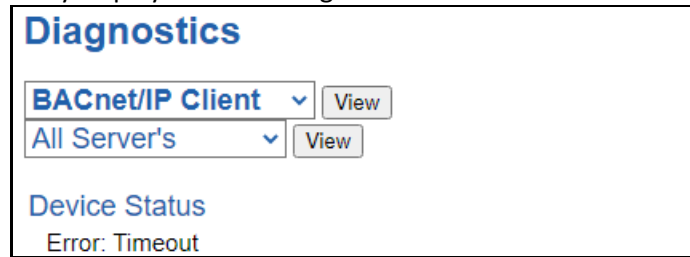 Diagnostics
BACnet/IP Client View
All Server's View
Device Status
Error: Timeout